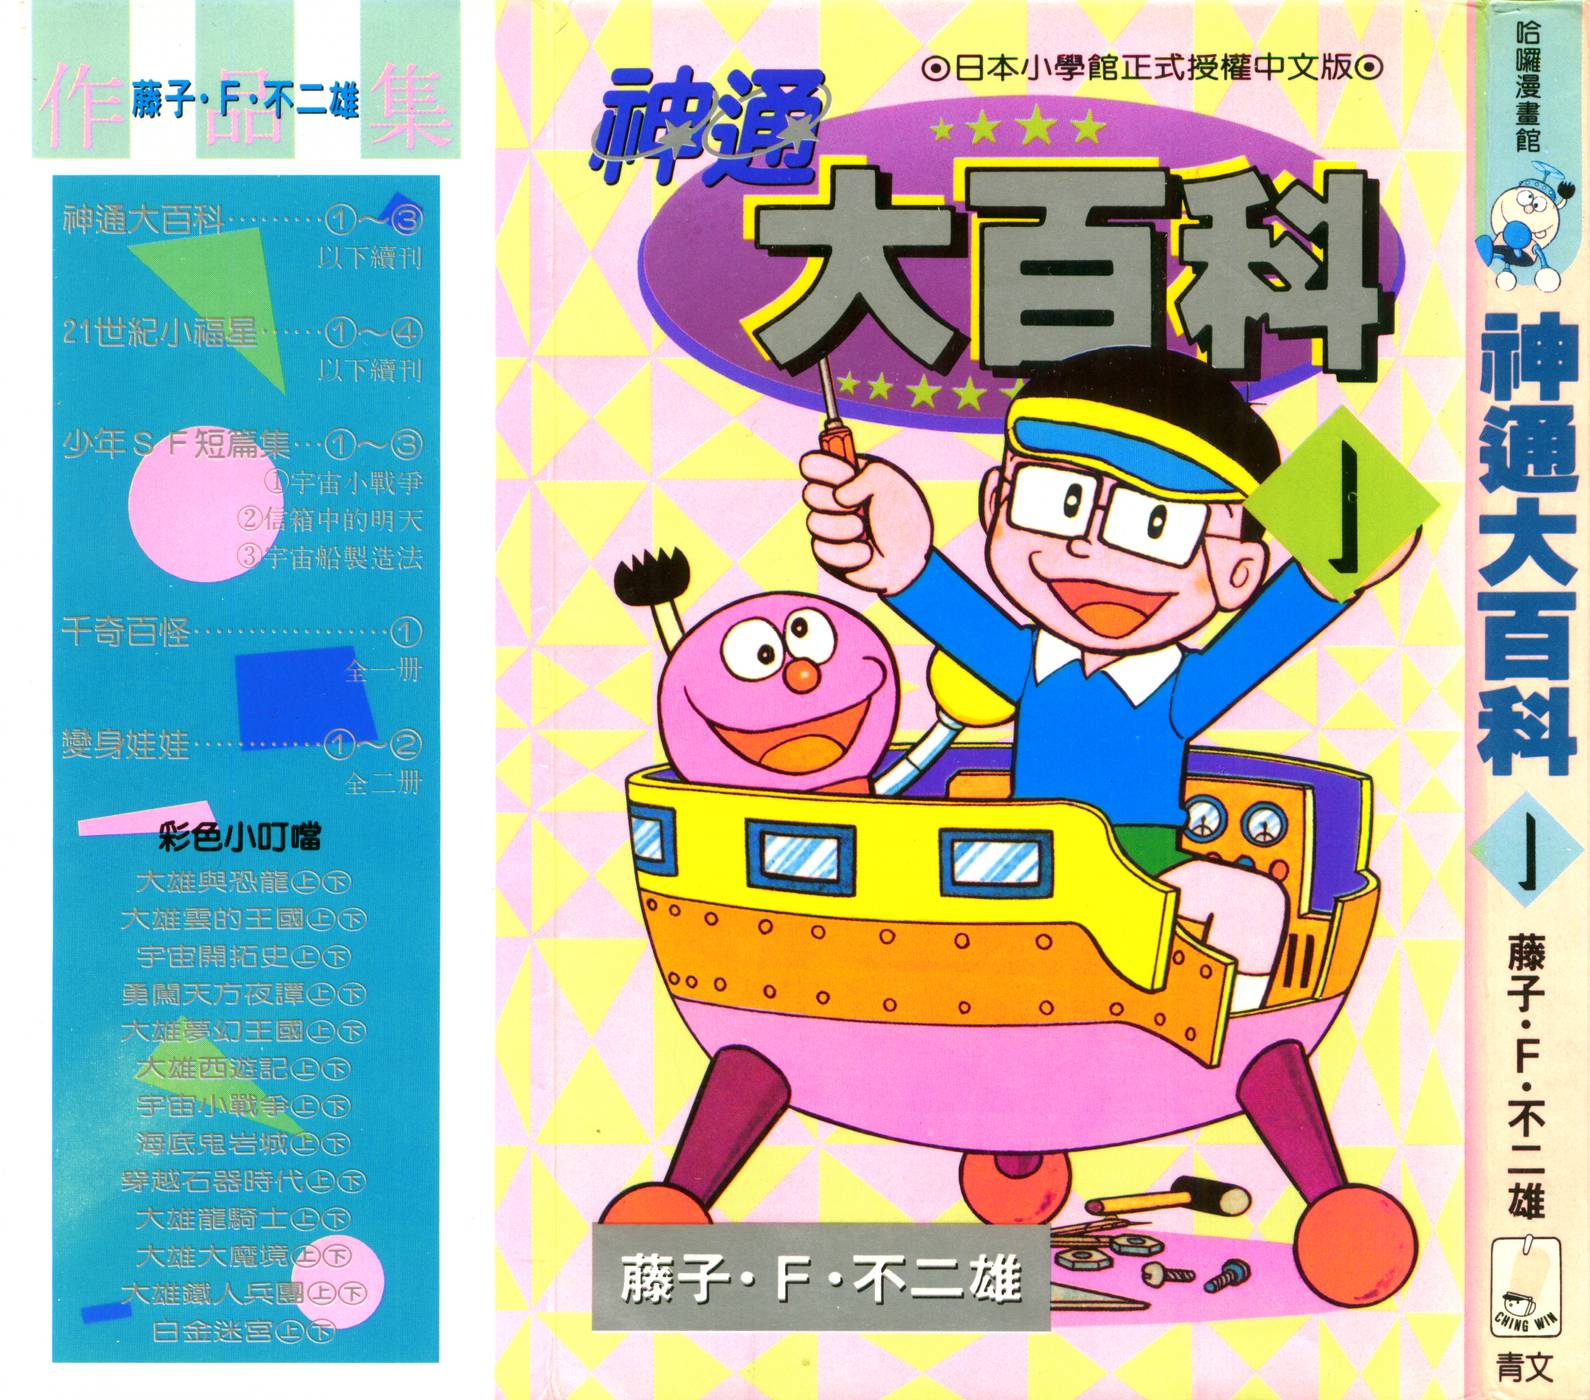 作品集
藤子・F・不二雄
神通大百科‥‥‥‥‥①～③
以下續刊
21世紀小福星‥‥‥①～④
以下續刊
少年SF短篇集…①～③
①宇宙小戰爭
②信箱中的明天
③宇宙船製造法
千奇百怪‥‥‥‥‥‥‥‥‥①
全一册
變身娃娃‥‥‥‥‥‥①～②
全二册
彩色小叮噹
大雄與恐龍㊤㊦
大雄雲的王國㊤㊦
宇宙開拓史㊤㊦
勇闖天方夜譚㊤㊦
大雄夢幻王國㊤㊦
大雄西遊記㊤㊦
宇宙小戰爭㊤㊦
海底鬼岩城㊤㊦
穿越石器時代㊤㊦
大雄龍騎士㊤㊦
大雄大魔境㊤㊦
大雄鐵人兵團㊤㊦
白金迷宮㊤㊦
⊙日本小學館正式授權中文版⊙
神通
大百科
1
藤子・F・不二雄
哈囉漫畫館
神通大百科
1
藤子・F・不二雄
CHING WIN
青文